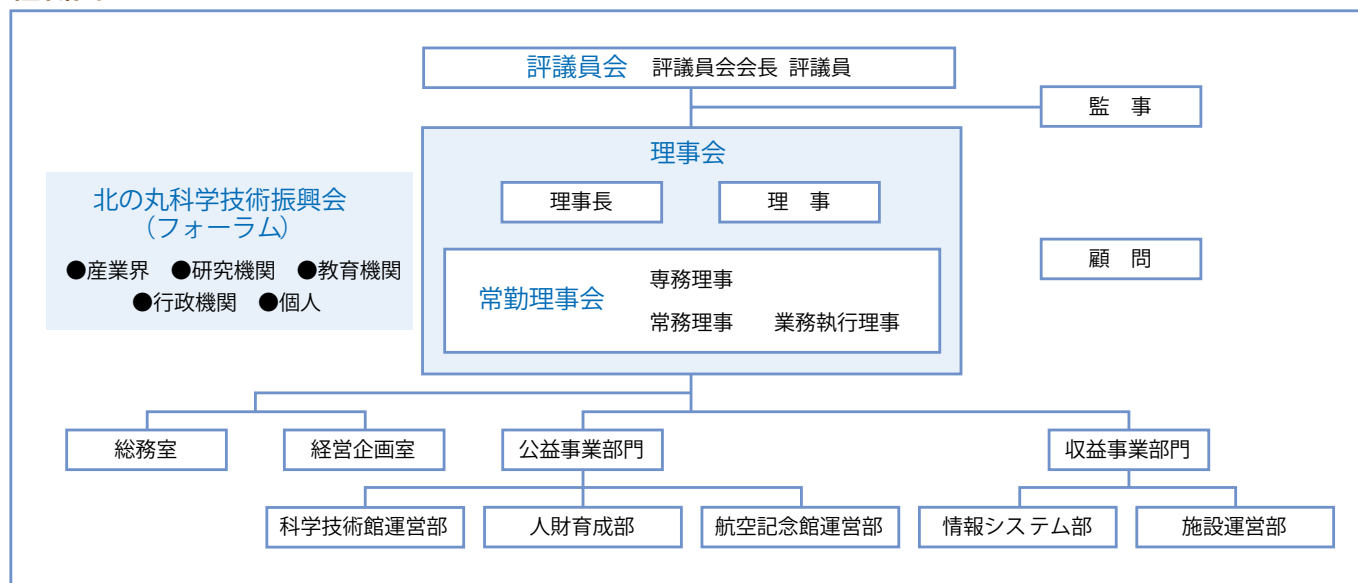 評議員会 評議員会会長 評議員
監 事
理事会
理事長 理 事
北の丸科学技術振興会
(フォーラム)
●産業界 ●研究機関 ●教育機関
●行政機関 ●個人
顧 問
常勤理事会
専務理事
常務理事 業務執行理事
総務室 経営企画室 公益事業部門 収益事業部門
科学技術館運営部 人財育成部 航空記念館運営部 情報システム部 施設運営部